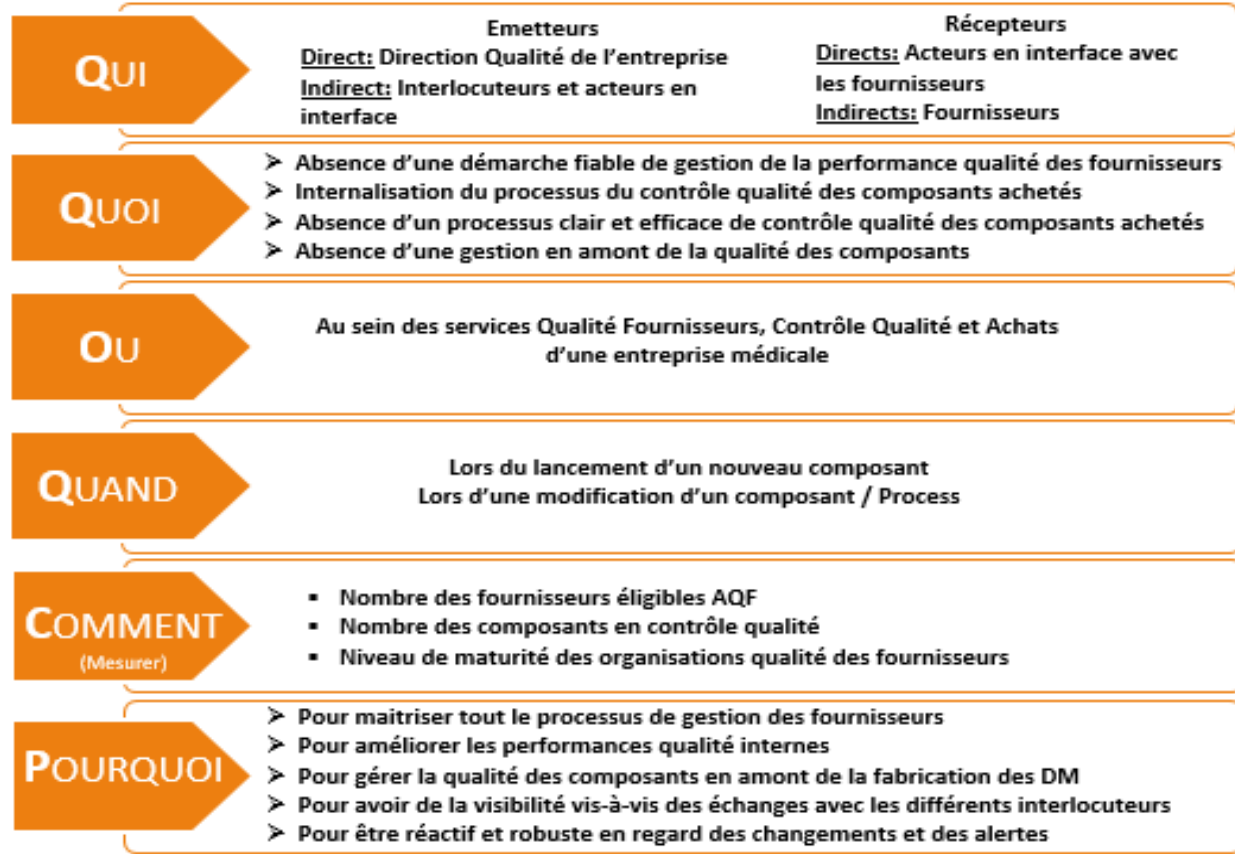 QUI
Emetteurs
Direct: Direction Qualité de l'entreprise
Indirect: Interlocuteurs et acteurs en
interface
Récepteurs
Directs: Acteurs en interface avec
les fournisseurs
Indirects: Fournisseurs
QUOI
➢ Absence d'une démarche fiable de gestion de la performance qualité des fournisseurs
➢ Internalisation du processus du contrôle qualité des composants achetés
➢ Absence d'un processus clair et efficace de contrôle qualité des composants achetés
➢ Absence d'une gestion en amont de la qualité des composants
OU
Au sein des services Qualité Fournisseurs, Contrôle Qualité et Achats
d'une entreprise médicale
QUAND
Lors du lancement d'un nouveau composant
Lors d'une modification d'un composant / Process
COMMENT
(Mesurer)
▪ Nombre des fournisseurs éligibles AQF
▪ Nombre des composants en contrôle qualité
▪ Niveau de maturité des organisations qualité des fournisseurs
POURQUOI
➢ Pour maitriser tout le processus de gestion des fournisseurs
➢ Pour améliorer les performances qualité internes
➢ Pour gérer la qualité des composants en amont de la fabrication des DM
➢ Pour avoir de la visibilité vis-à-vis des échanges avec les différents interlocuteurs
➢ Pour être réactif et robuste en regard des changements et des alertes